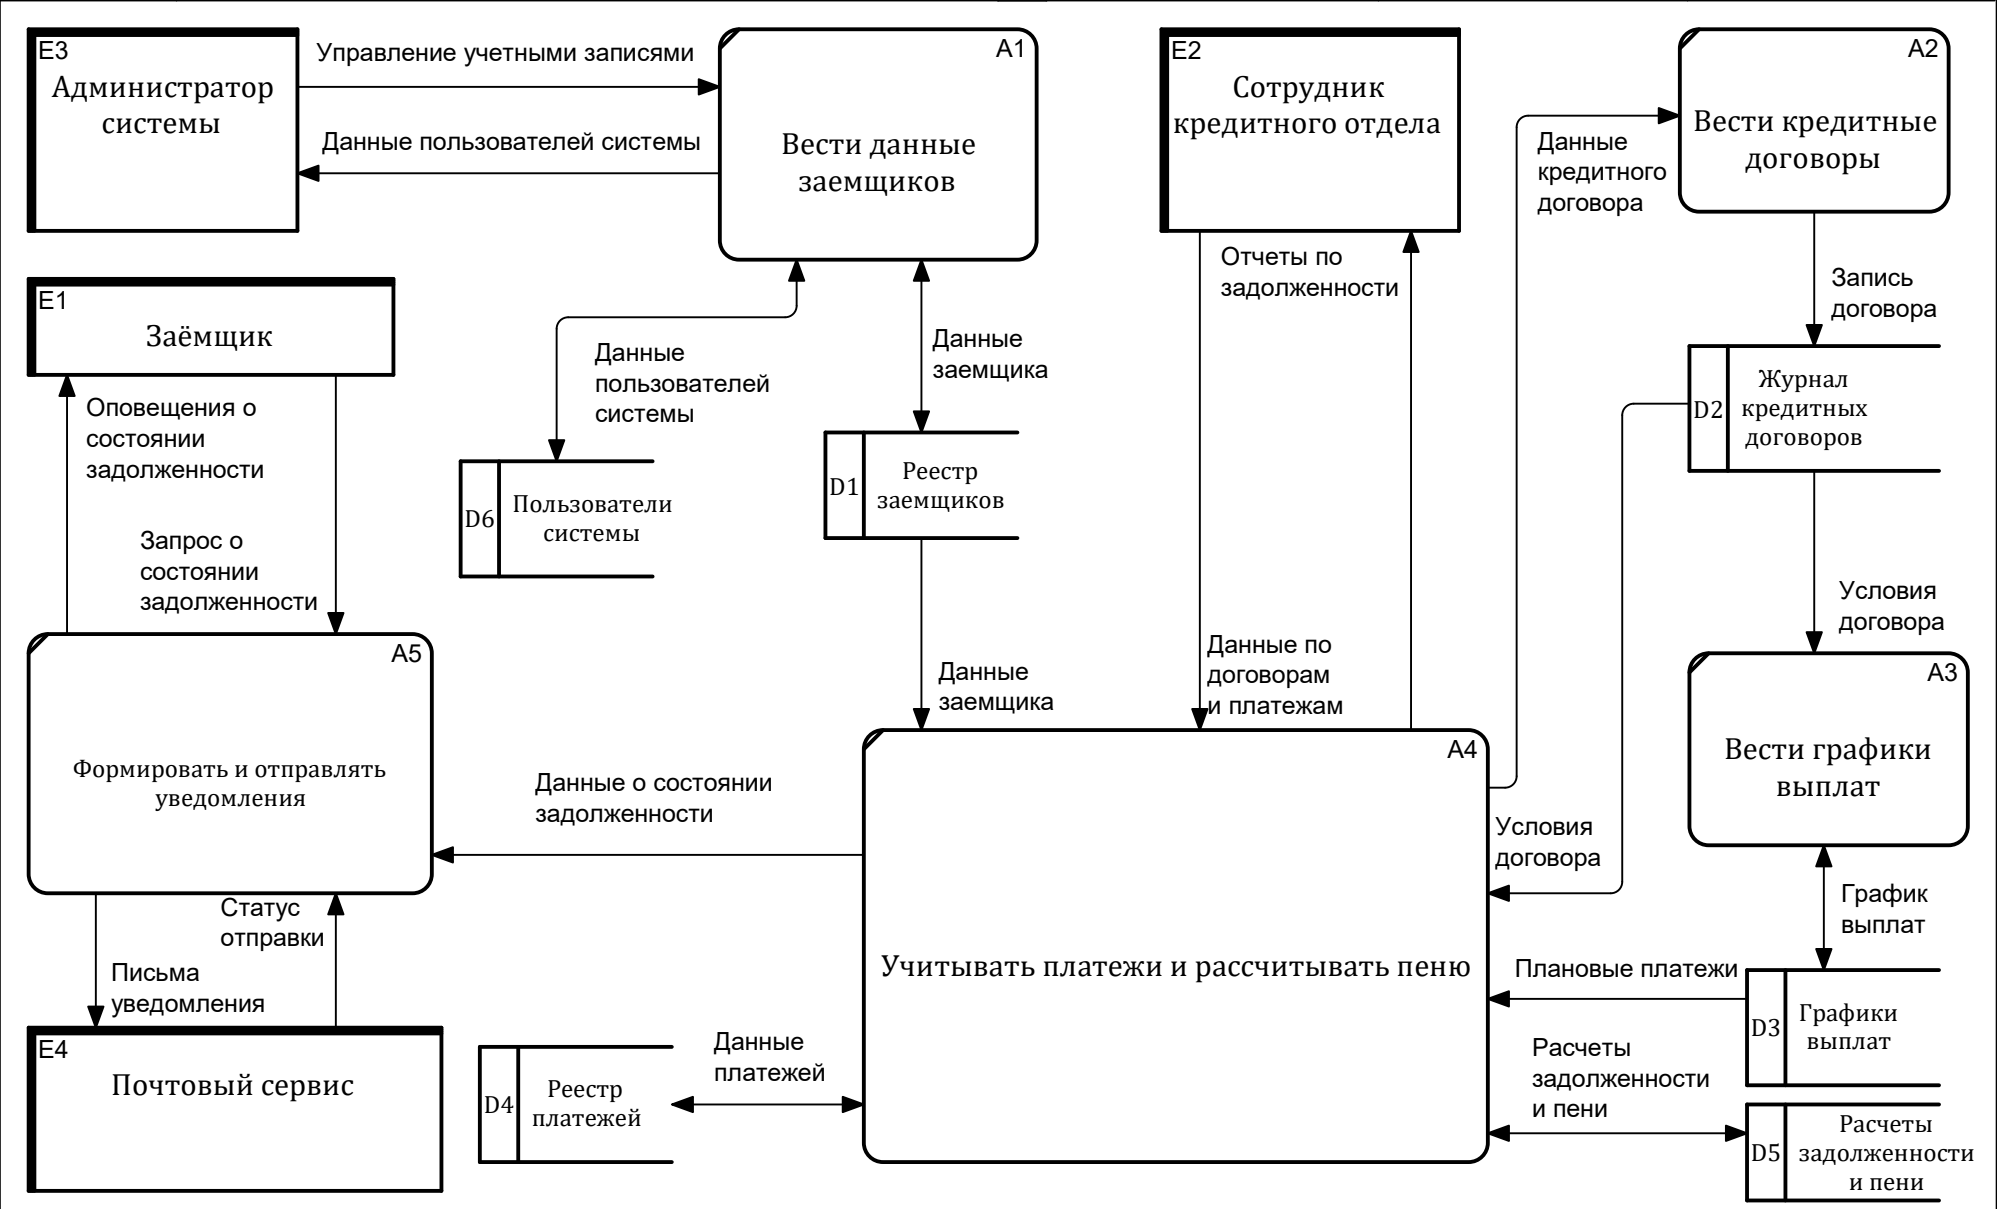 E3
Администратор
системы
Управление учетными записями
Данные пользователей системы
A1
Вести данные
заемщиков
E2
Сотрудник
кредитного отдела
A2
Вести кредитные
договоры
Данные
кредитного
договора
Отчеты по
задолженности
Запись
договора
E1
Заёмщик
Данные
пользователей
системы
Данные
заемщика
D2
Журнал
кредитных
договоров
Оповещения о
состоянии
задолженности
D6
Пользователи
системы
D1
Реестр
заемщиков
Запрос о
состоянии
задолженности
Условия
договора
Данные по
договорам
и платежам
Данные
заемщика
A5
Формировать и отправлять
уведомления
Данные о состоянии
задолженности
A4
Учитывать платежи и рассчитывать пеню
A3
Вести графики
выплат
Условия
договора
График
выплат
Статус
отправки
Письма
уведомления
Плановые платежи
D3
Графики
выплат
E4
Почтовый сервис
D4
Реестр
платежей
Данные
платежей
Расчеты
задолженности
и пени
D5
Расчеты
задолженности
и пени